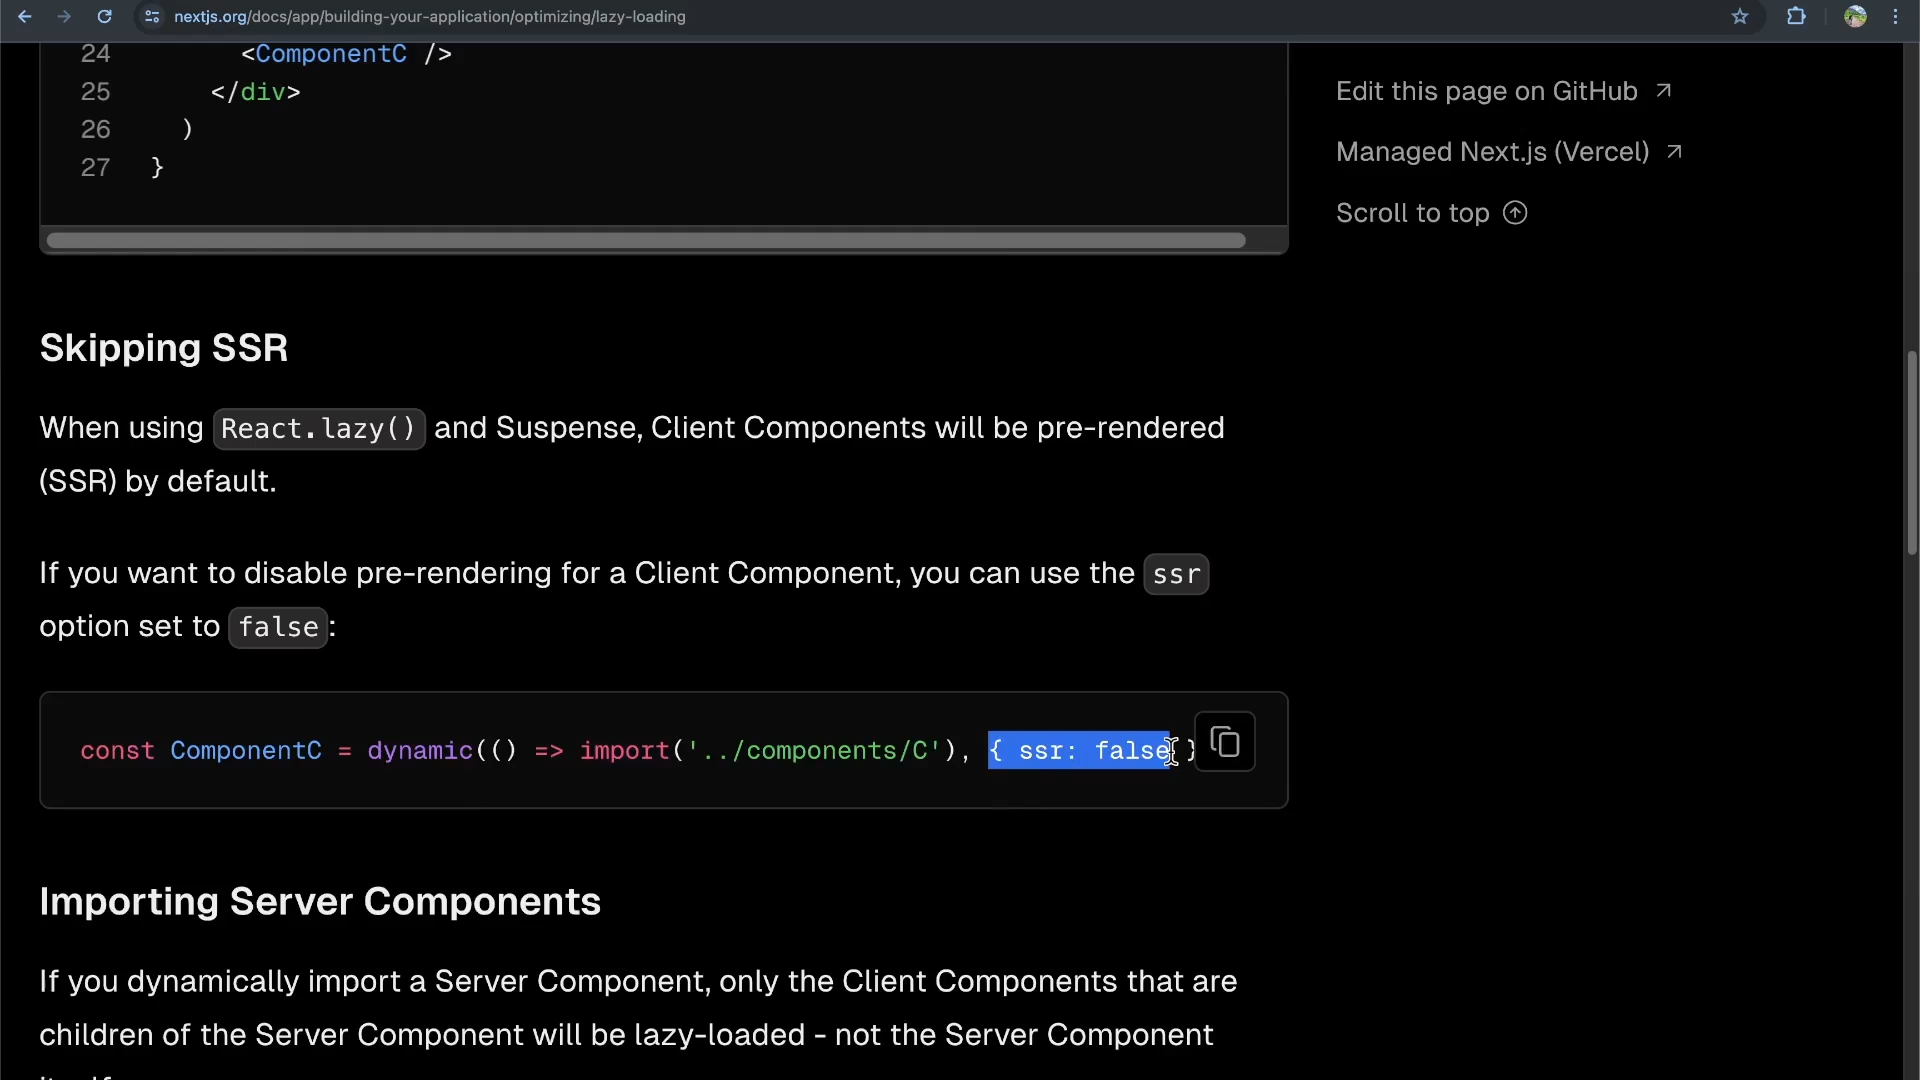 nextjs.org/docs/app/building-your-application/optimizing/lazy-loading
24 <ComponentC />
25 </div>
26 )
27 }
Edit this page on GitHub ↗
Managed Next.js (Vercel) ↗
Scroll to top
Skipping SSR
When using React.lazy() and Suspense, Client Components will be pre-rendered
(SSR) by default.
If you want to disable pre-rendering for a Client Component, you can use the ssr
option set to false:
const ComponentC = dynamic(() => import('../components/C'), { ssr: false }
Importing Server Components
If you dynamically import a Server Component, only the Client Components that are
children of the Server Component will be lazy-loaded - not the Server Component